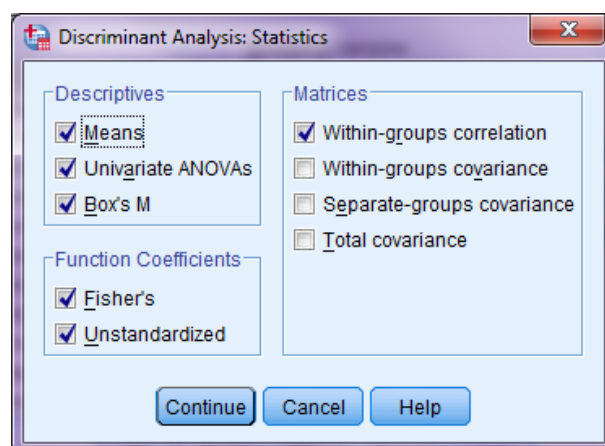 Discriminant Analysis: Statistics
Descriptives
Means
Univariate ANOVAs
Box's M
Function Coefficients
Fisher's
Unstandardized
Matrices
Within-groups correlation
Within-groups covariance
Separate-groups covariance
Total covariance
Continue
Cancel
Help